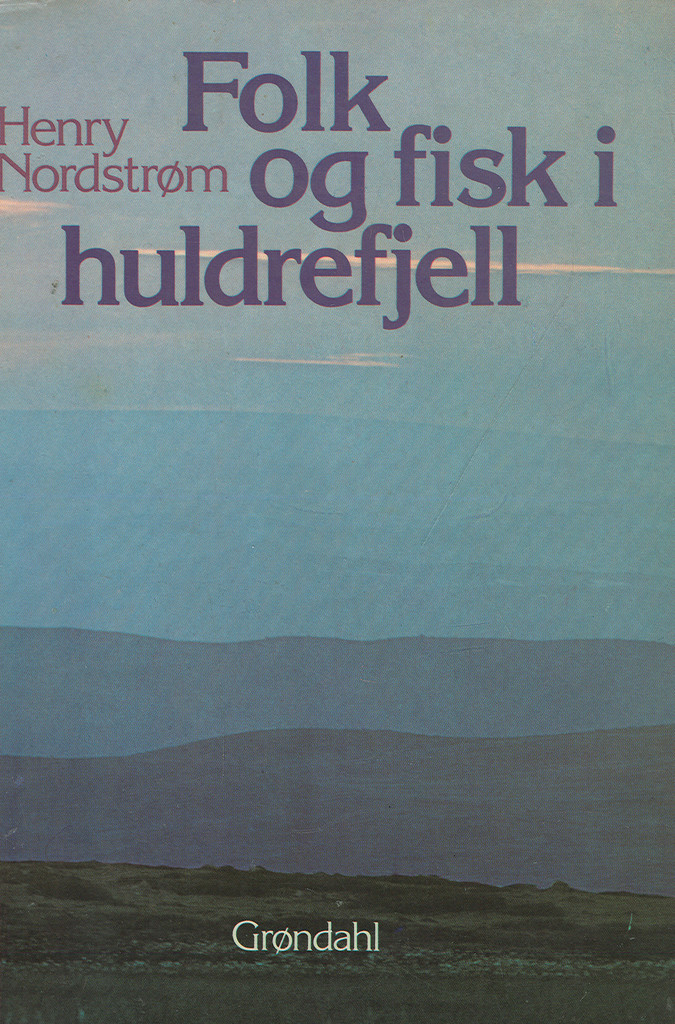 Henry
Nordstrøm
Folk
og fisk i
huldrefjell
Grøndahl